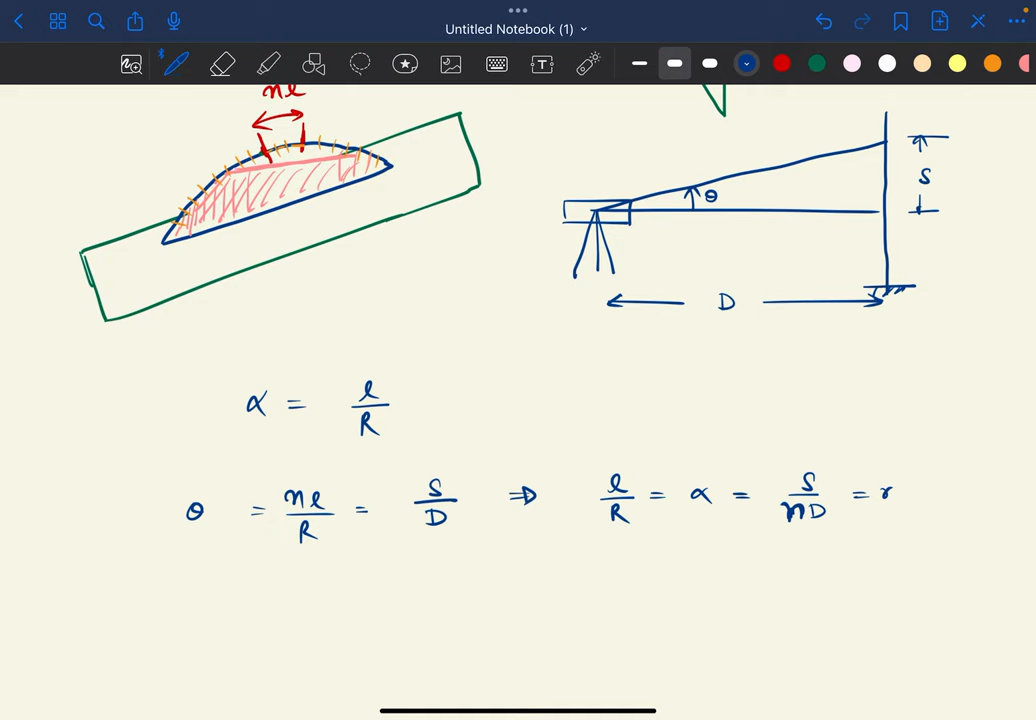 Untitled Notebook (1)
nl
S
θ
D
α = l/R
θ = nl/R = S/D ⇒ l/R = α = S/nD = r